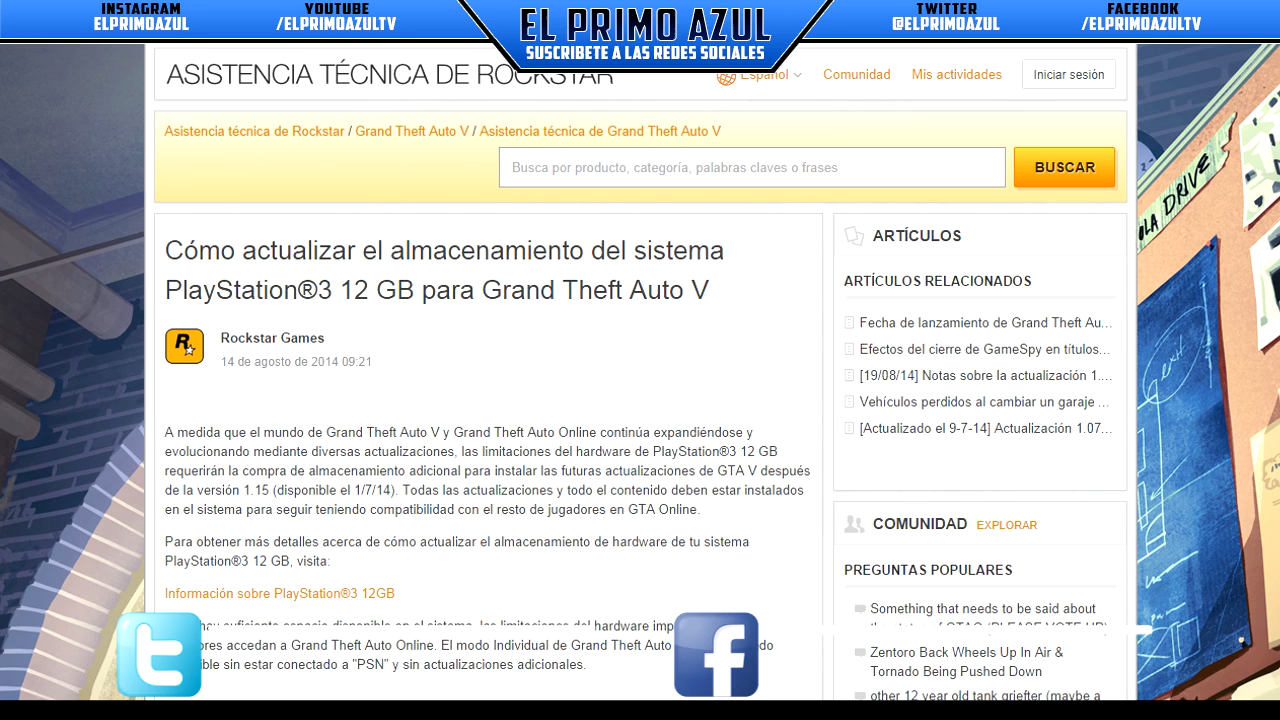 INSTAGRAM
ELPRIMOAZUL
YOUTUBE
/ELPRIMOAZULTV
EL PRIMO AZUL
SUSCRIBETE A LAS REDES SOCIALES
TWITTER
@ELPRIMOAZUL
FACEBOOK
/ELPRIMOAZULTV
ASISTENCIA TÉCNICA DE ROCKSTAR
Español
Comunidad
Mis actividades
Iniciar sesión
Asistencia técnica de Rockstar / Grand Theft Auto V / Asistencia técnica de Grand Theft Auto V
Busca por producto, categoría, palabras claves o frases
BUSCAR
Cómo actualizar el almacenamiento del sistema
PlayStation®3 12 GB para Grand Theft Auto V
Rockstar Games
14 de agosto de 2014 09:21
A medida que el mundo de Grand Theft Auto V y Grand Theft Auto Online continúa expandiéndose y
evolucionando mediante diversas actualizaciones, las limitaciones del hardware de PlayStation®3 12 GB
requerirán la compra de almacenamiento adicional para instalar las futuras actualizaciones de GTA V después
de la versión 1.15 (disponible el 1/7/14). Todas las actualizaciones y todo el contenido deben estar instalados
en el sistema para seguir teniendo compatibilidad con el resto de jugadores en GTA Online.
Para obtener más detalles acerca de cómo actualizar el almacenamiento de hardware de tu sistema
PlayStation®3 12 GB, visita:
Información sobre PlayStation®3 12GB
hay suficiente espacio disponible en el sistema, las limitaciones del hardware
accedan a Grand Theft Auto Online. El modo Individual de Grand Theft Auto
sin estar conectado a "PSN" y sin actualizaciones adicionales.
ARTÍCULOS
ARTÍCULOS RELACIONADOS
Fecha de lanzamiento de Grand Theft Au...
Efectos del cierre de GameSpy en títulos...
[19/08/14] Notas sobre la actualización 1....
Vehículos perdidos al cambiar un garaje ...
[Actualizado el 9-7-14] Actualización 1.07...
COMUNIDAD EXPLORAR
PREGUNTAS POPULARES
Something that needs to be said about
the state of GTAO (PLEASE VOTE UP)
Zentoro Back Wheels Up In Air &
Tornado Being Pushed Down
other 12 year old tank griefter (maybe a
OLA DRIVE